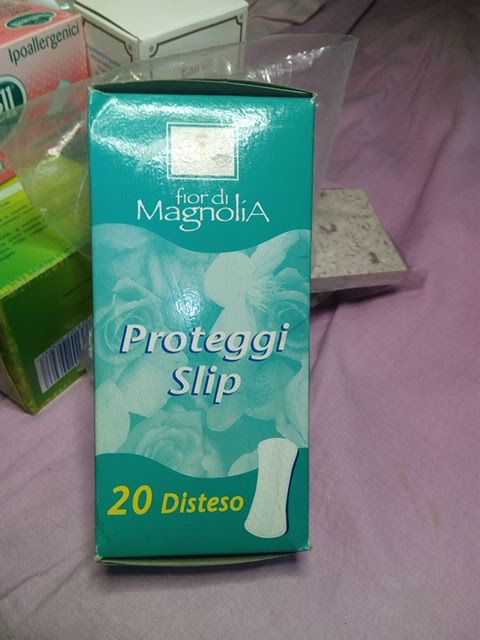 Ipoallergenici
fior di
MagnoliA
Proteggi
Slip
20 Disteso